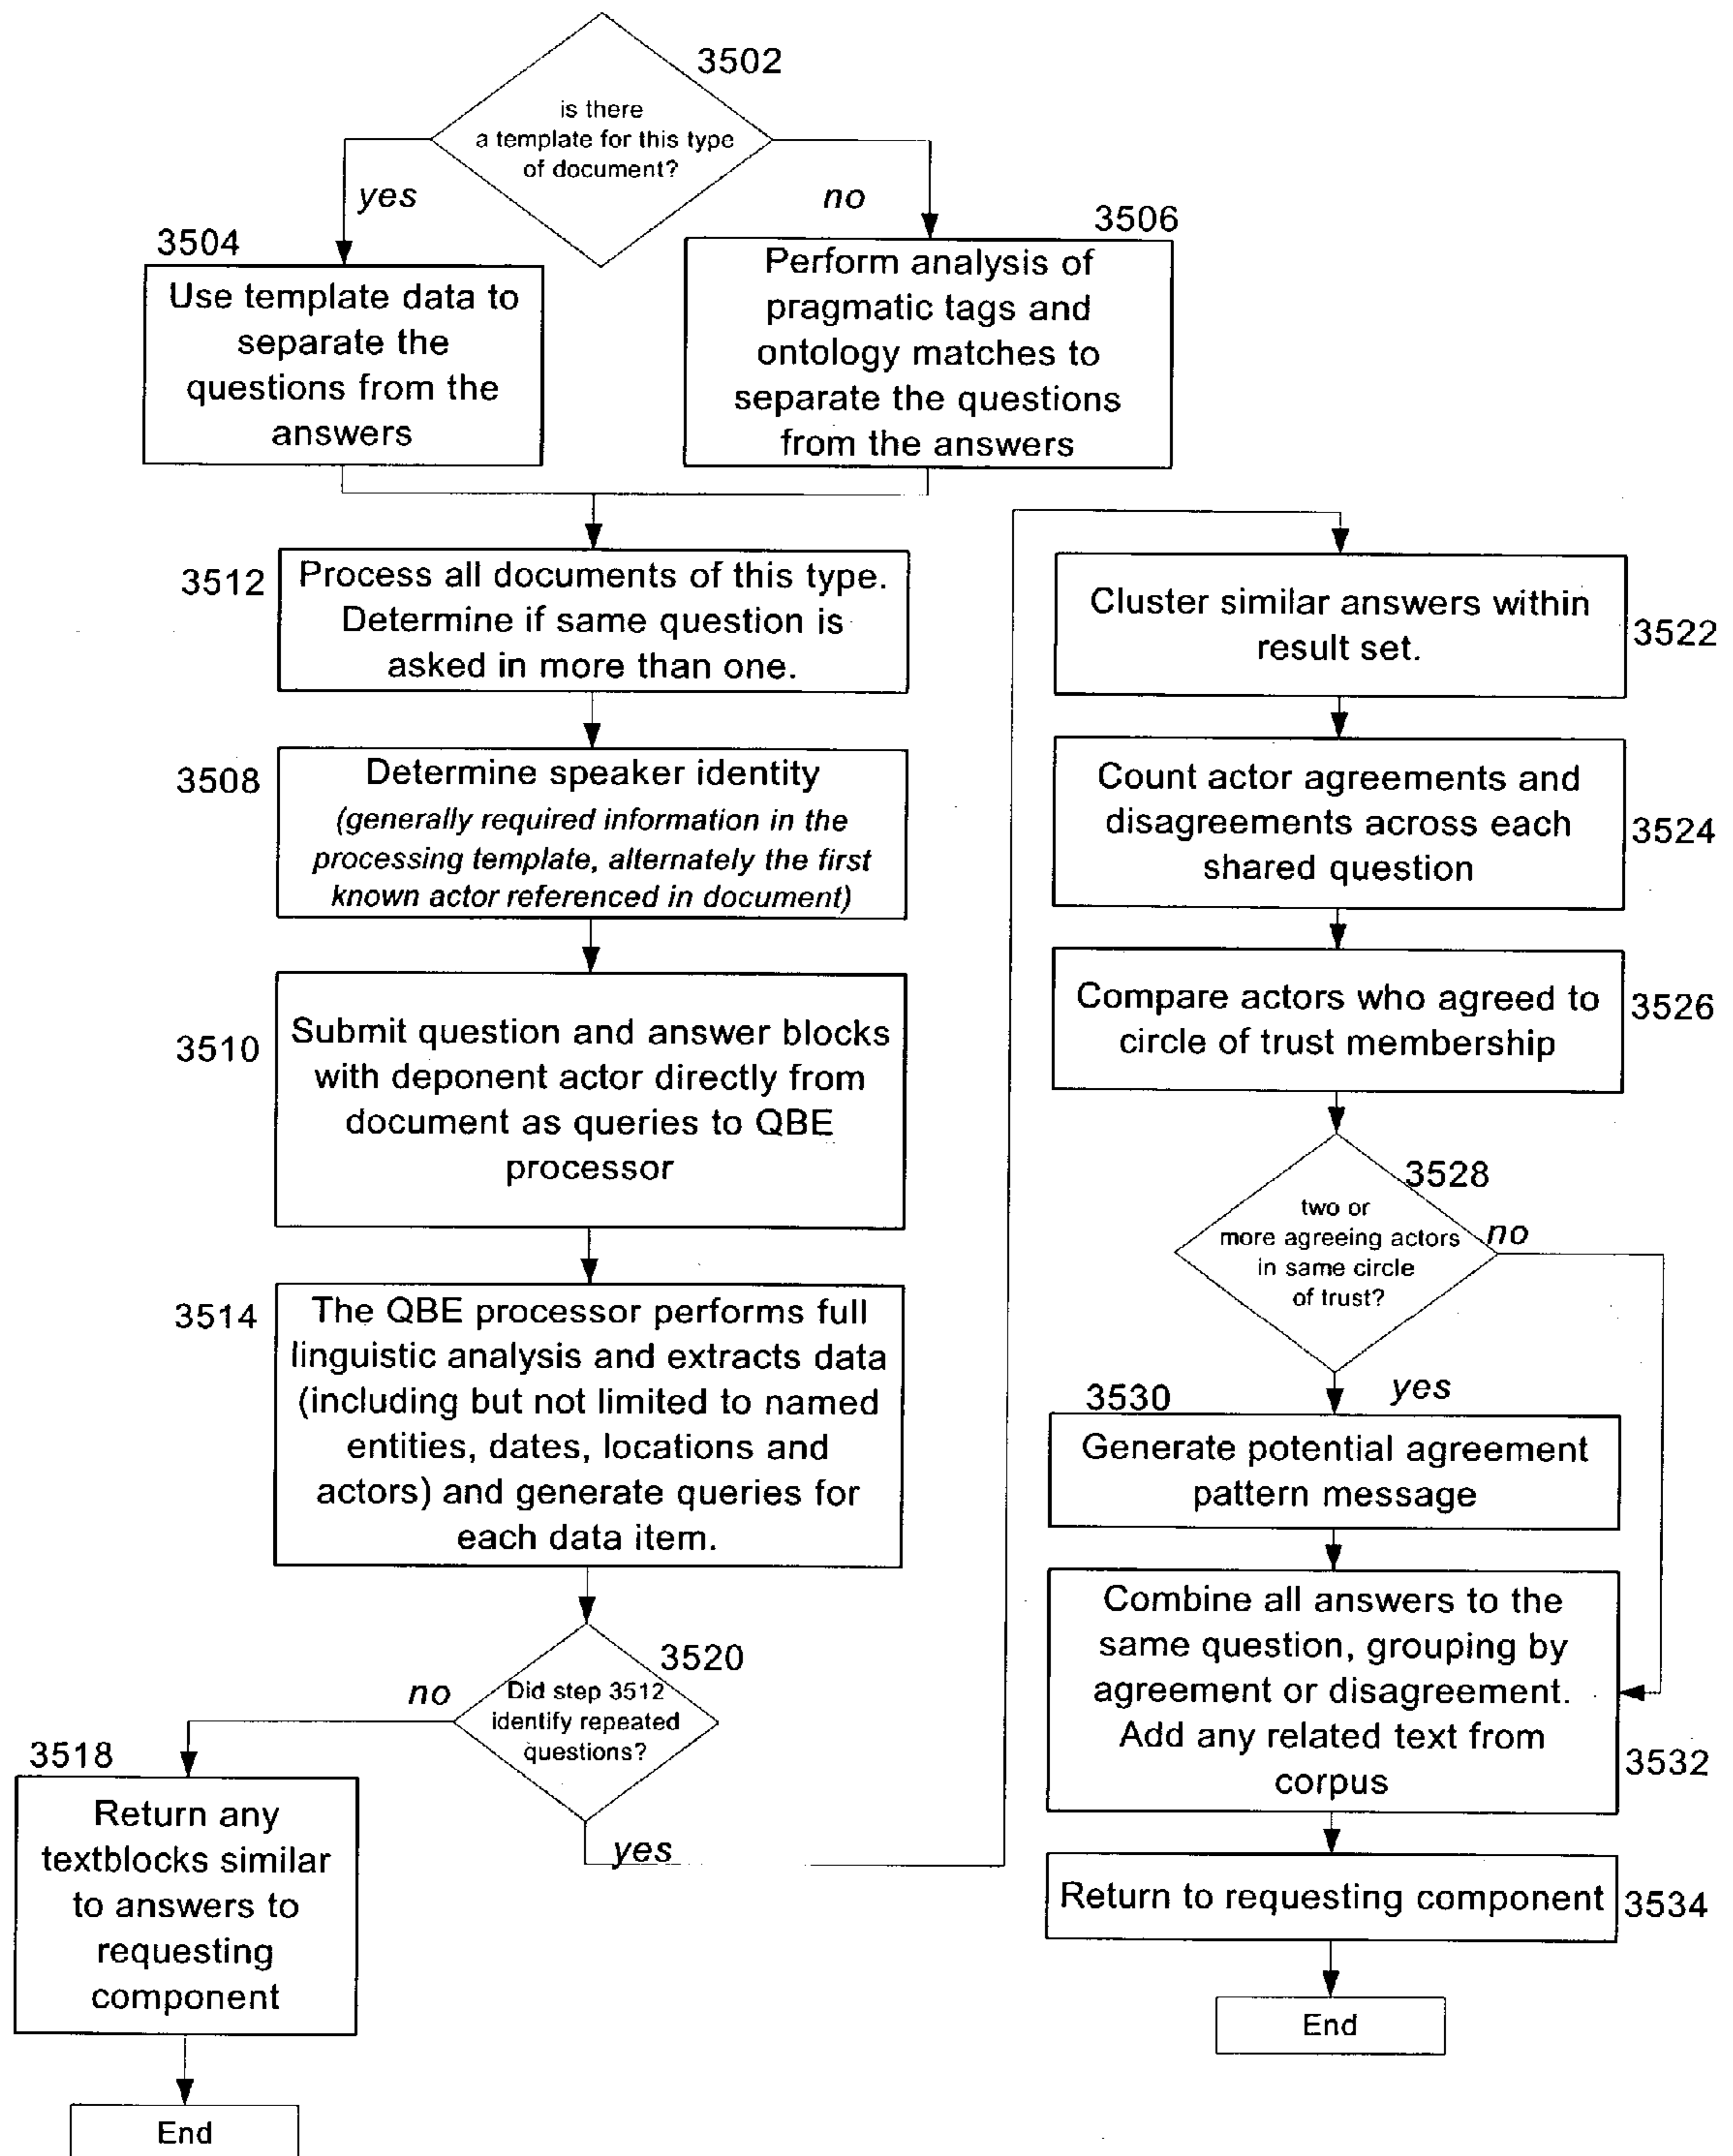 3502
is there
a template for this type
of document?
yes
no
3504
Use template data to
separate the
questions from the
answers
3506
Perform analysis of
pragmatic tags and
ontology matches to
separate the questions
from the answers
3512
Process all documents of this type.
Determine if same question is
asked in more than one.
3508
Determine speaker identity
(generally required information in the
processing template, alternately the first
known actor referenced in document)
3510
Submit question and answer blocks
with deponent actor directly from
document as queries to QBE
processor
3514
The QBE processor performs full
linguistic analysis and extracts data
(including but not limited to named
entities, dates, locations and
actors) and generate queries for
each data item.
3520
Did step 3512
identify repeated
questions?
no
yes
3518
Return any
textblocks similar
to answers to
requesting
component
End
Cluster similar answers within
result set.
3522
Count actor agreements and
disagreements across each
shared question
3524
Compare actors who agreed to
circle of trust membership
3526
3528
two or
more agreeing actors
in same circle
of trust?
no
yes
3530
Generate potential agreement
pattern message
Combine all answers to the
same question, grouping by
agreement or disagreement.
Add any related text from
corpus
3532
Return to requesting component
3534
End